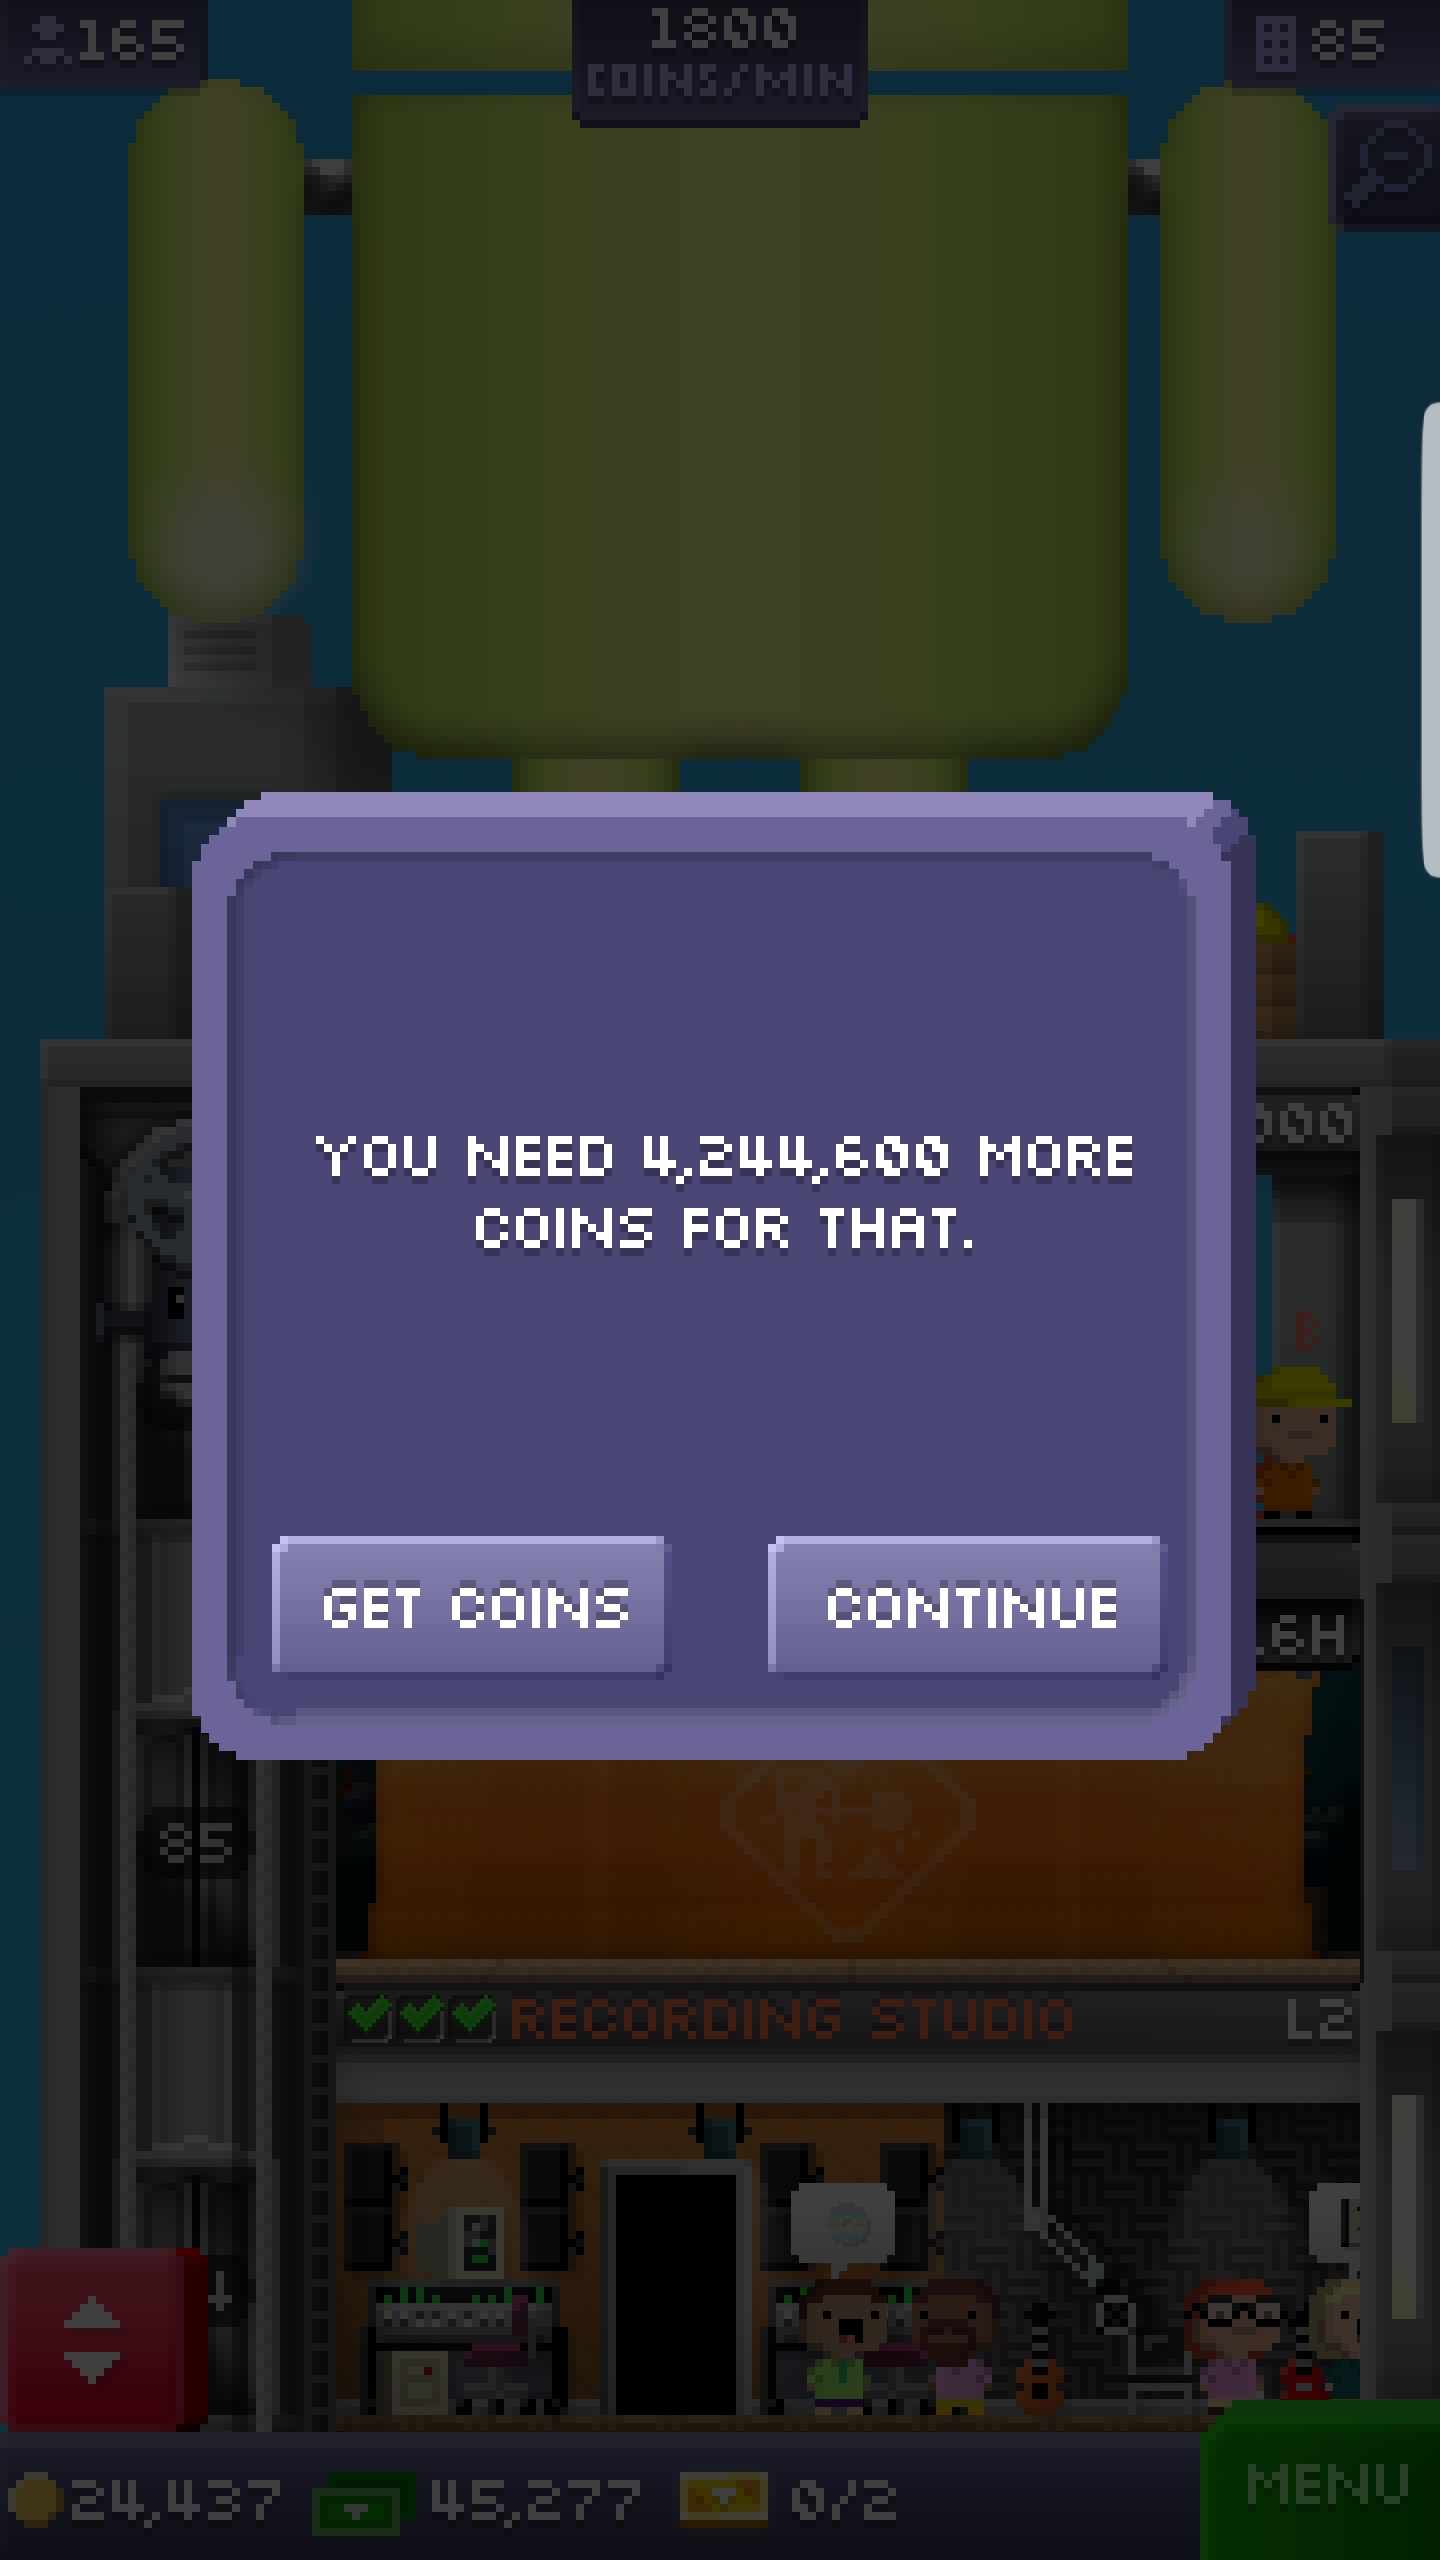 165
1800
COINS/MIN
85
000
YOU NEED 4,244,600 MORE
COINS FOR THAT.
B
GET COINS
CONTINUE
.6H
85
RECORDING STUDIO
L2
24,437
45,277
0/2
MENU